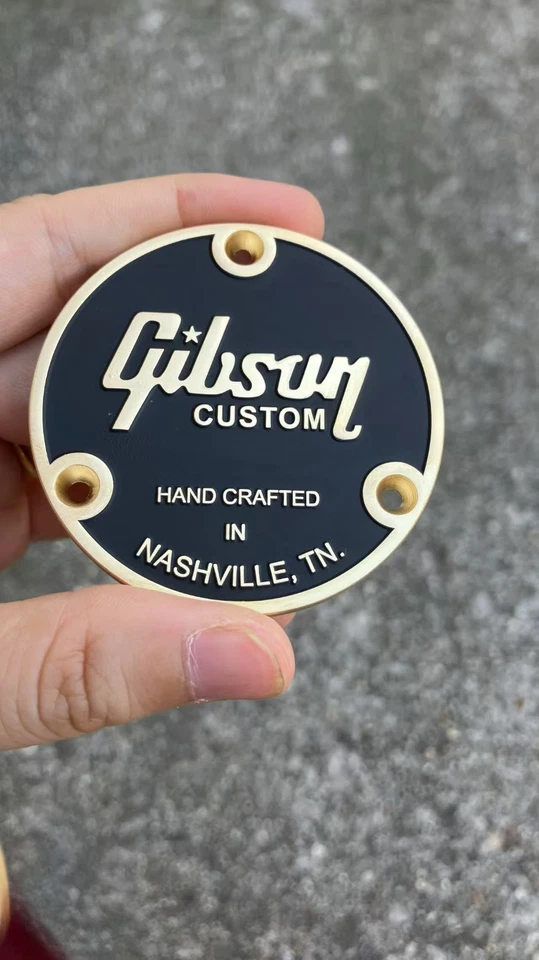 Gibson
CUSTOM
HAND CRAFTED
IN
NASHVILLE, TN.